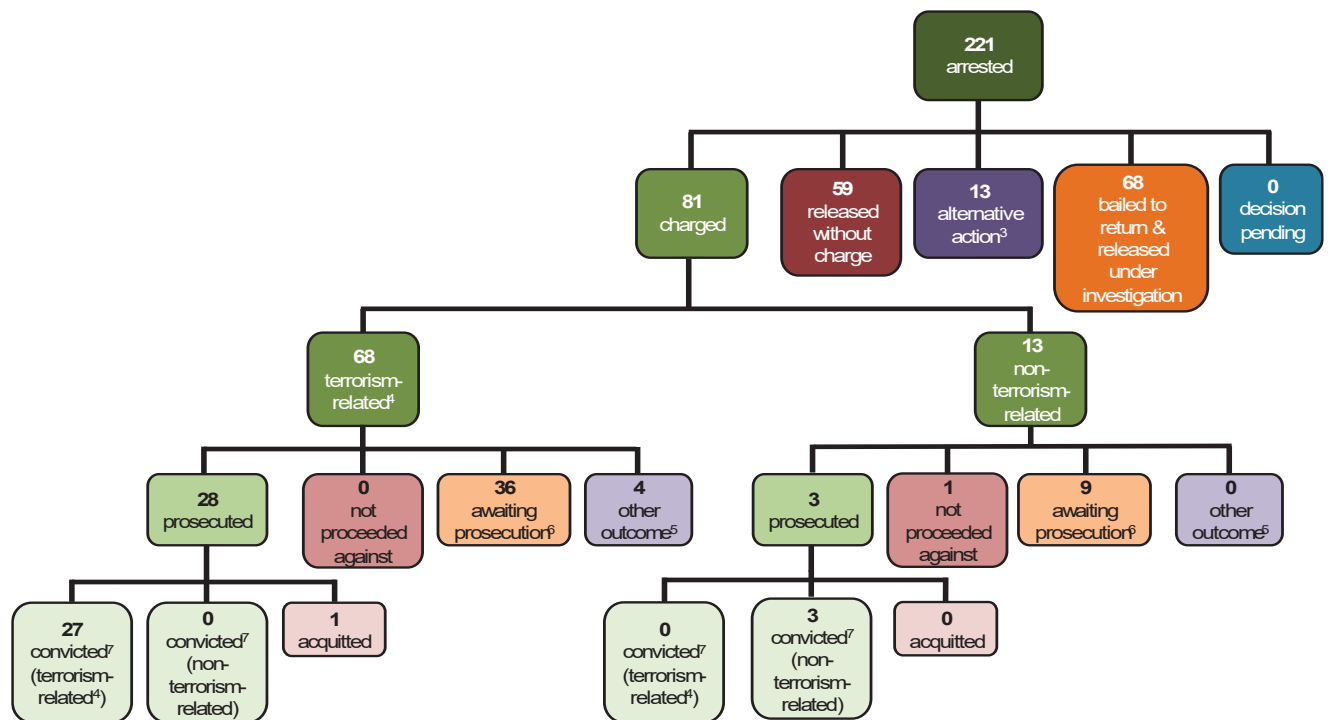 221
arrested
81
charged
59
released
without
charge
13
alternative
action³
68
bailed to
return &
released
under
investigation
0
decision
pending
68
terrorism-
related⁴
13
non-
terrorism-
related
28
prosecuted
0
not
proceeded
against
36
awaiting
prosecution⁶
4
other
outcome⁵
3
prosecuted
1
not
proceeded
against
9
awaiting
prosecution⁶
0
other
outcome⁵
27
convicted⁷
(terrorism-
related⁴)
0
convicted⁷
(non-
terrorism-
related)
1
acquitted
0
convicted⁷
(terrorism-
related⁴)
3
convicted⁷
(non-
terrorism-
related)
0
acquitted